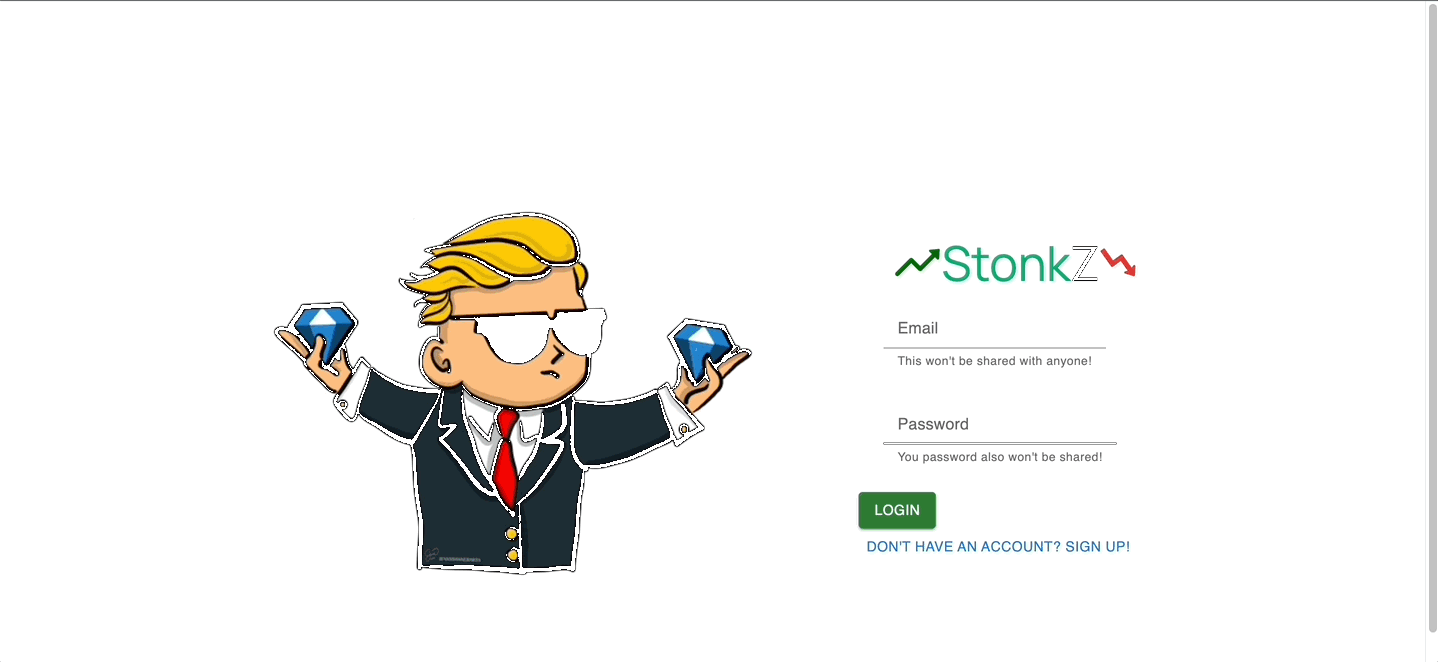 StonkZ
Email
This won't be shared with anyone!
Password
You password also won't be shared!
LOGIN
DON'T HAVE AN ACCOUNT? SIGN UP!